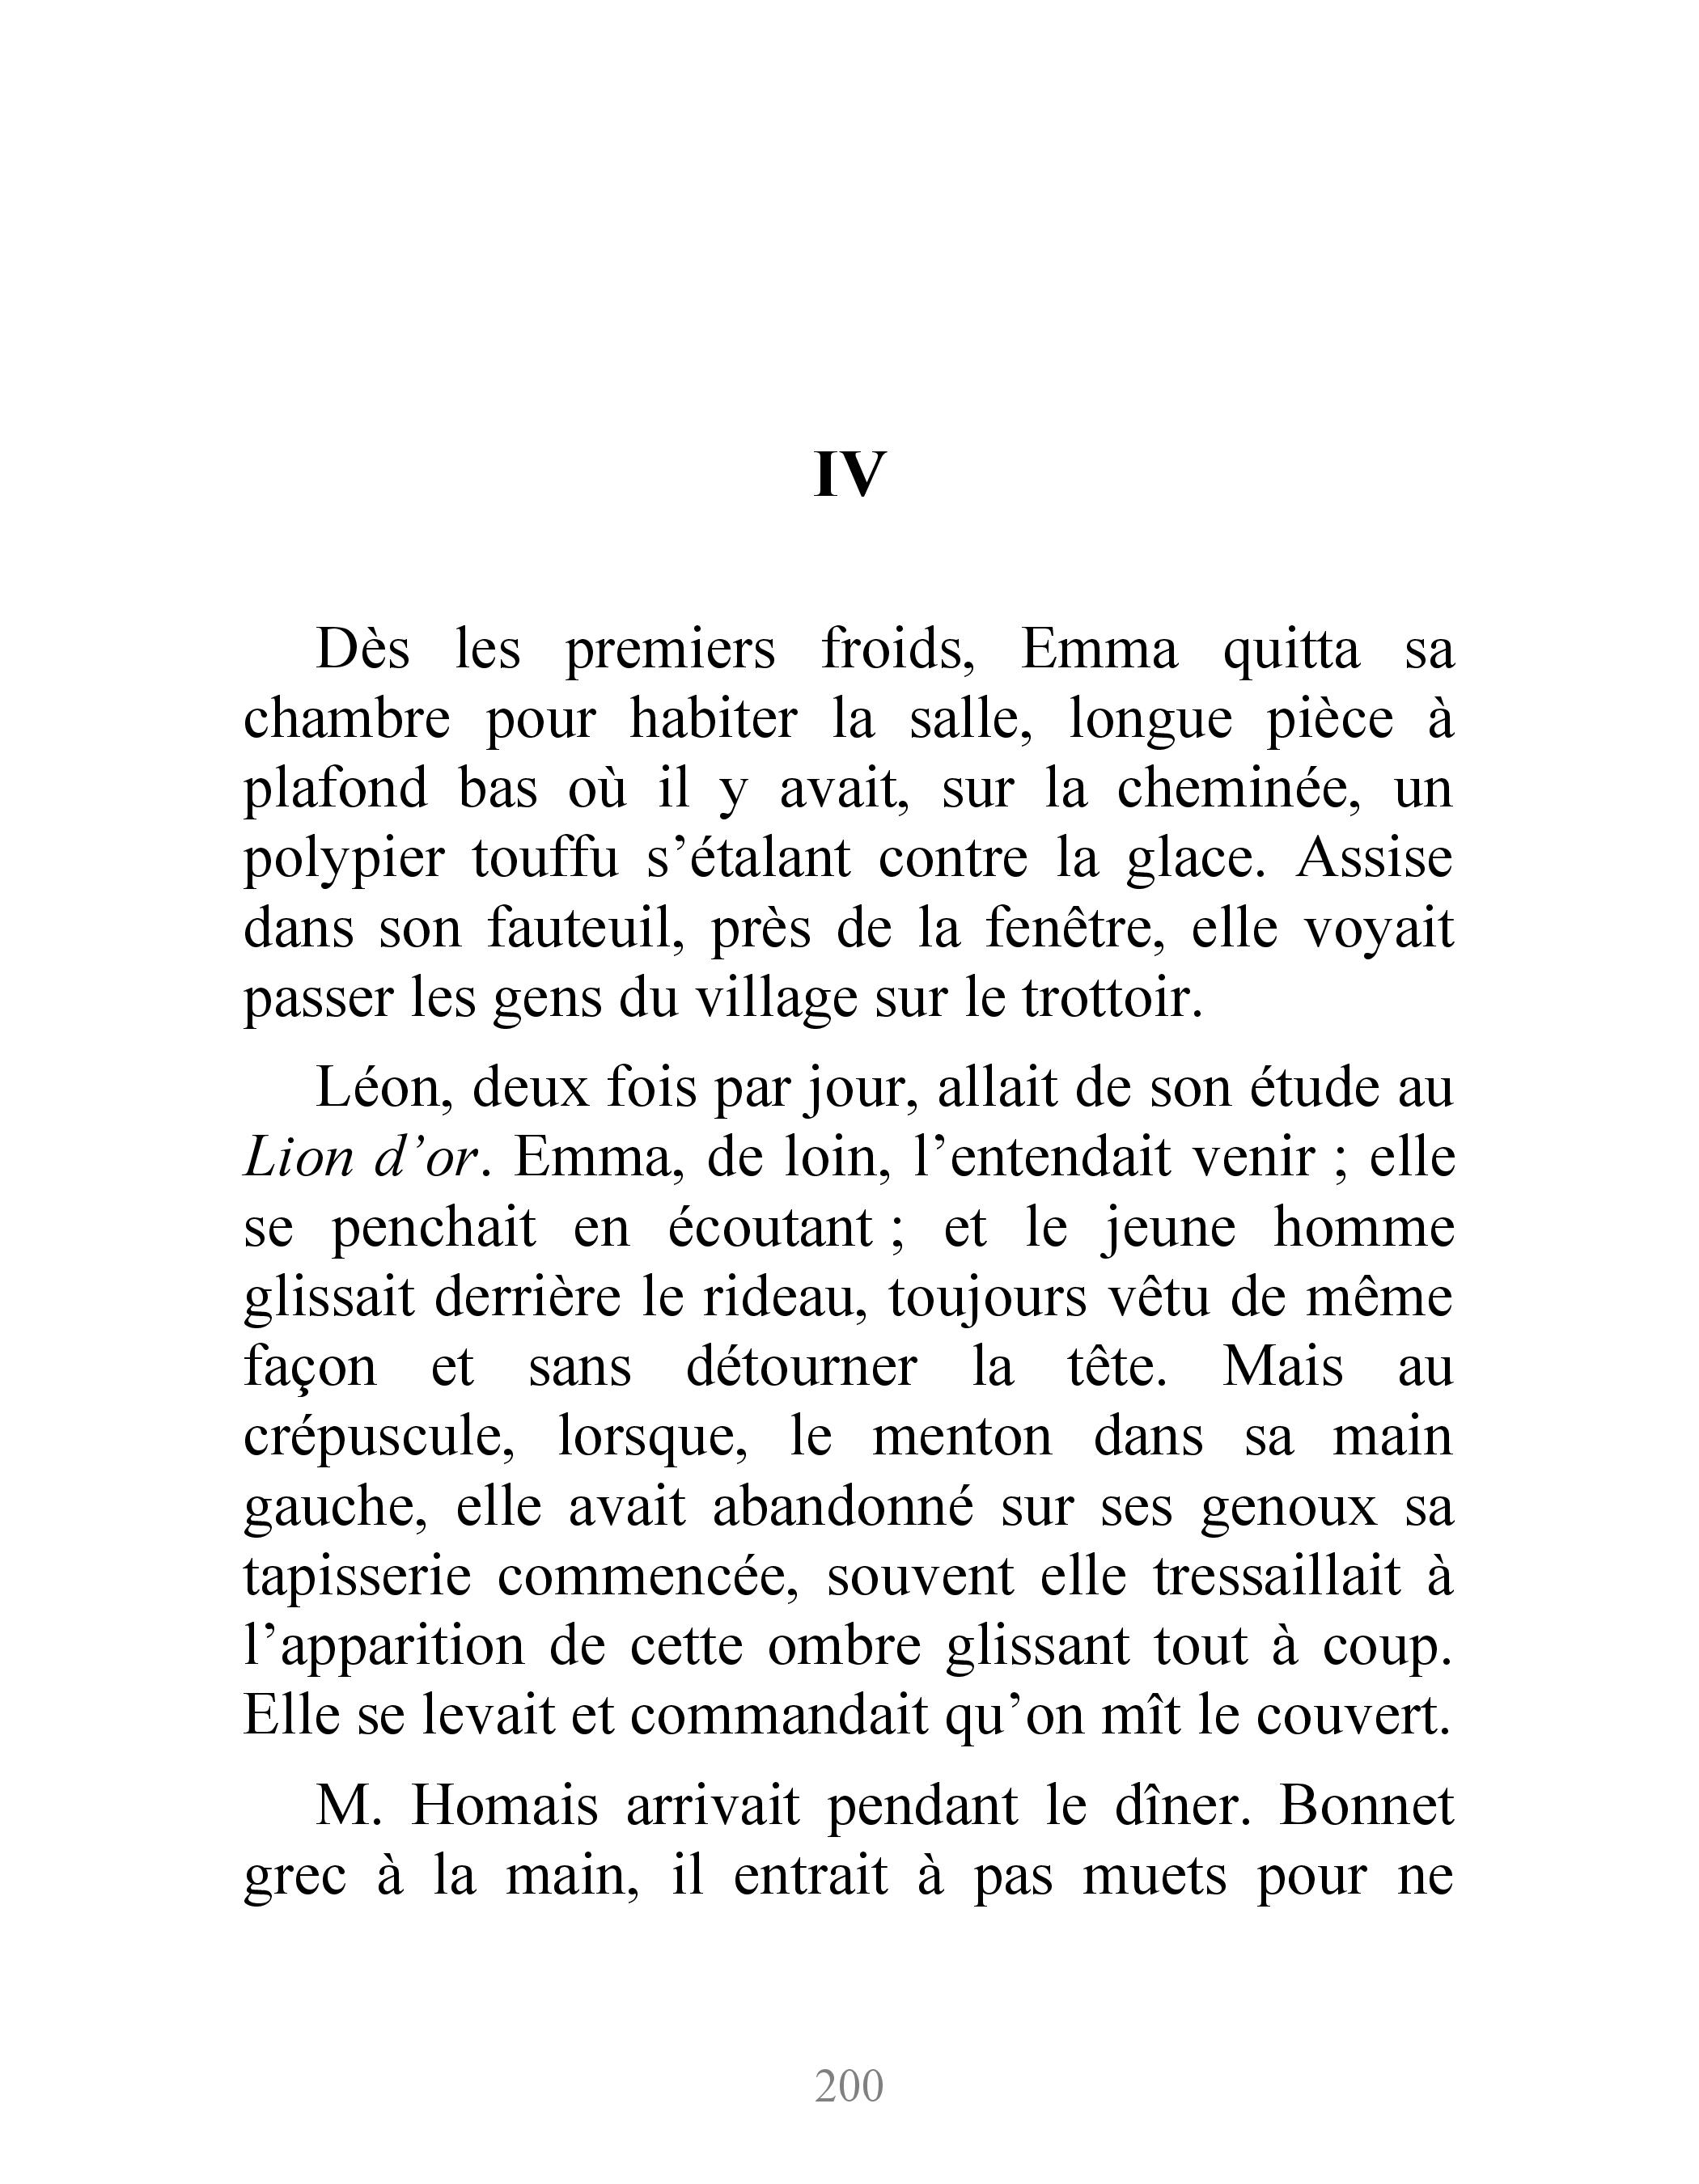 IV
Dès les premiers froids, Emma quitta sa
chambre pour habiter la salle, longue pièce à
plafond bas où il y avait, sur la cheminée, un
polypier touffu s’étalant contre la glace. Assise
dans son fauteuil, près de la fenêtre, elle voyait
passer les gens du village sur le trottoir.
Léon, deux fois par jour, allait de son étude au
Lion d’or. Emma, de loin, l’entendait venir ; elle
se penchait en écoutant ; et le jeune homme
glissait derrière le rideau, toujours vêtu de même
façon et sans détourner la tête. Mais au
crépuscule, lorsque, le menton dans sa main
gauche, elle avait abandonné sur ses genoux sa
tapisserie commencée, souvent elle tressaillait à
l’apparition de cette ombre glissant tout à coup.
Elle se levait et commandait qu’on mît le couvert.
M. Homais arrivait pendant le dîner. Bonnet
grec à la main, il entrait à pas muets pour ne
200